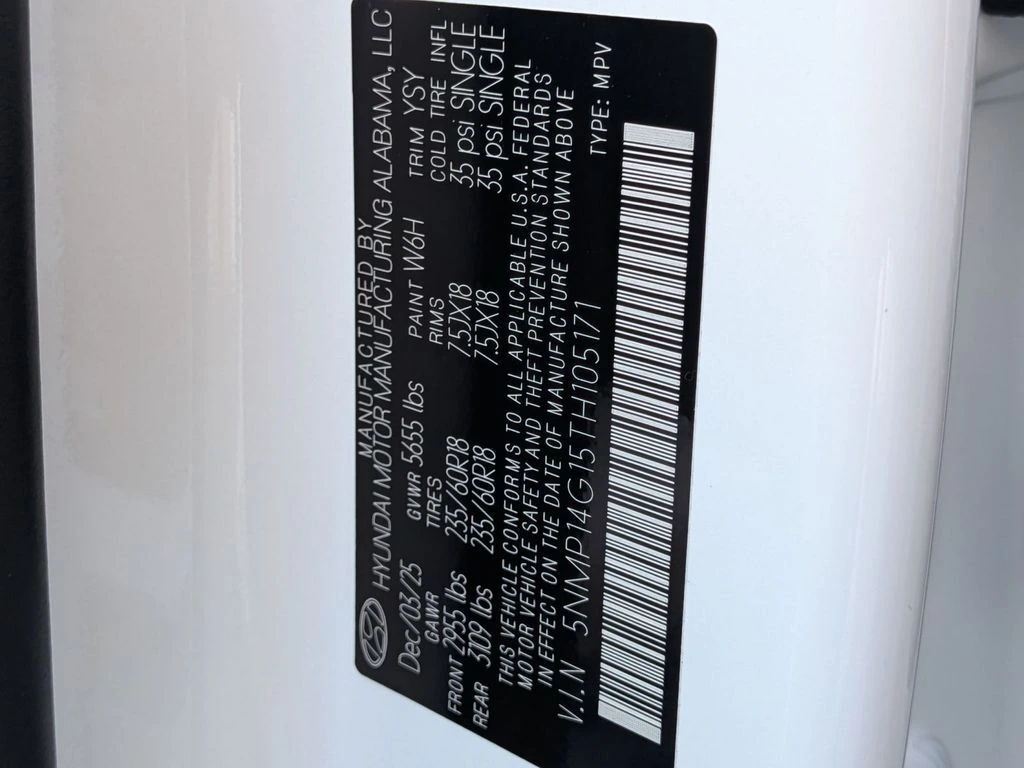 MANUFACTURED BY
HYUNDAI MOTOR MANUFACTURING ALABAMA, LLC
Dec/03/25 GVWR 5655 lbs PAINT W6H TRIM YSY
GAWR TIRES RIMS COLD TIRE INFL
FRONT 2955 lbs 235/60R18 7.5JX18 35 psi SINGLE
REAR 3109 lbs 235/60R18 7.5JX18 35 psi SINGLE
THIS VEHICLE CONFORMS TO ALL APPLICABLE U.S.A. FEDERAL
MOTOR VEHICLE SAFETY AND THEFT PREVENTION STANDARDS
IN EFFECT ON THE DATE OF MANUFACTURE SHOWN ABOVE
V.I.N 5NMP14G15TH105171 TYPE: MPV